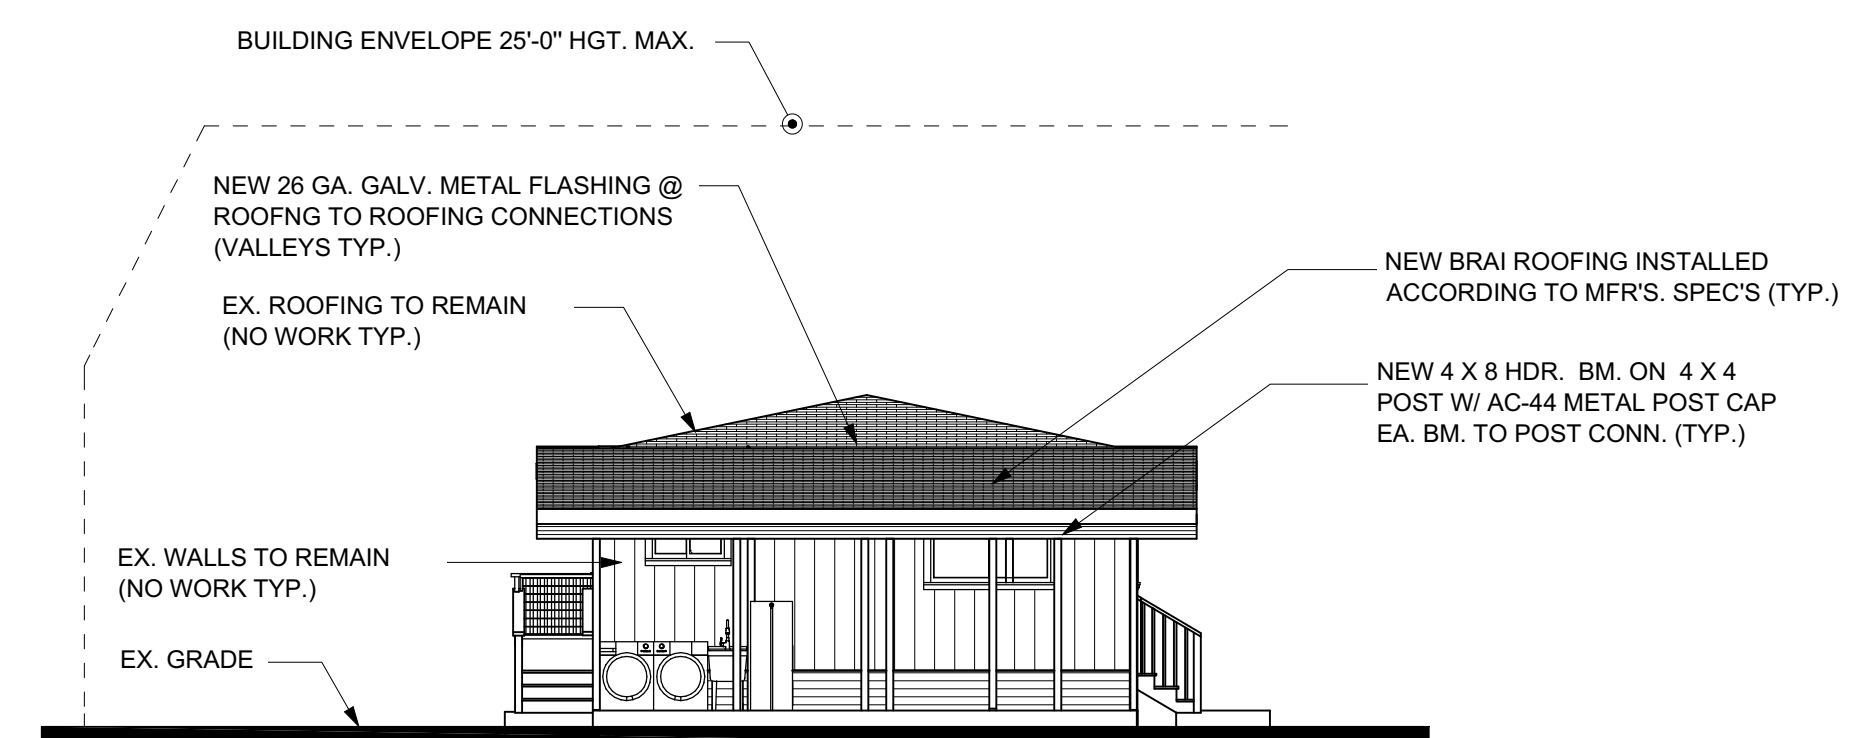 BUILDING ENVELOPE 25'-0" HGT. MAX.
NEW 26 GA. GALV. METAL FLASHING @
ROOFNG TO ROOFING CONNECTIONS
(VALLEYS TYP.)
EX. ROOFING TO REMAIN
(NO WORK TYP.)
NEW BRAI ROOFING INSTALLED
ACCORDING TO MFR'S. SPEC'S (TYP.)
NEW 4 X 8 HDR. BM. ON 4 X 4
POST W/ AC-44 METAL POST CAP
EA. BM. TO POST CONN. (TYP.)
EX. WALLS TO REMAIN
(NO WORK TYP.)
EX. GRADE